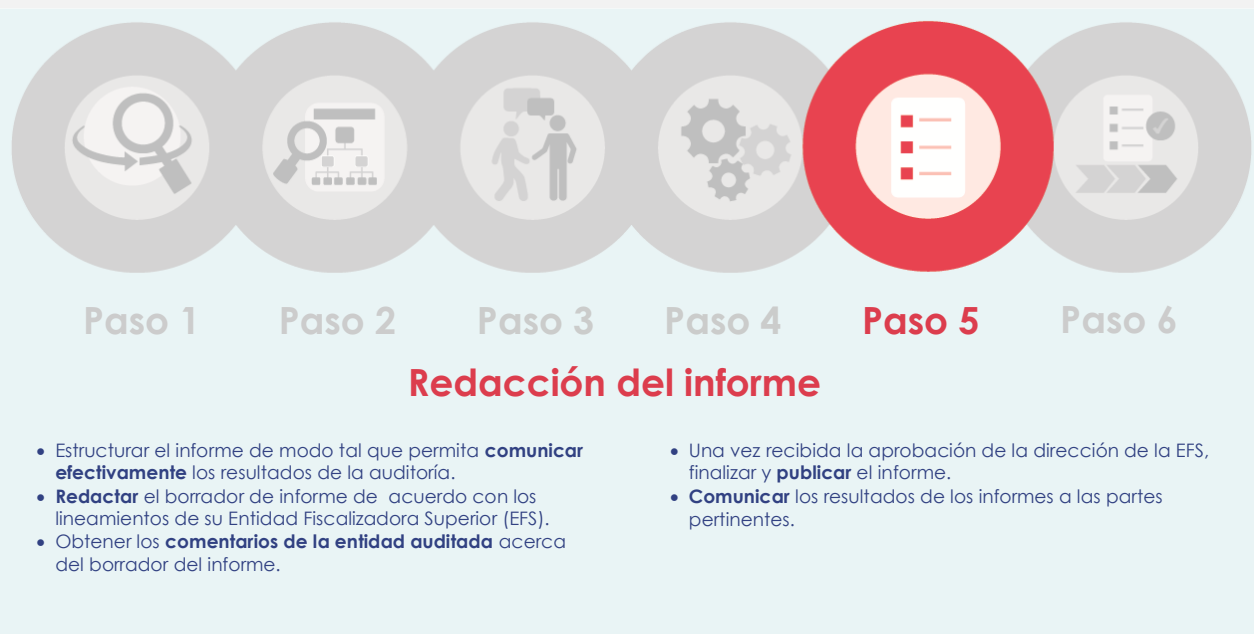 Paso 1
Paso 2
Paso 3
Paso 4
Paso 5
Paso 6
Redacción del informe
• Estructurar el informe de modo tal que permita comunicar
efectivamente los resultados de la auditoría.
• Redactar el borrador de informe de acuerdo con los
lineamientos de su Entidad Fiscalizadora Superior (EFS).
• Obtener los comentarios de la entidad auditada acerca
del borrador del informe.
• Una vez recibida la aprobación de la dirección de la EFS,
finalizar y publicar el informe.
• Comunicar los resultados de los informes a las partes
pertinentes.